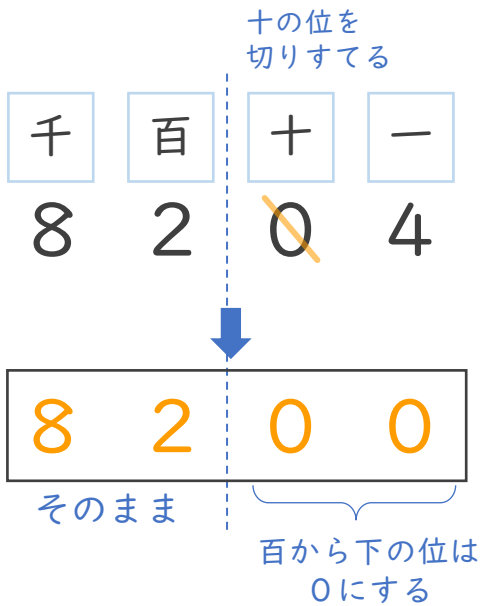 十の位を
切りすてる
千 百 十 一
8 2 0 4
8 2 0 0
そのまま
百から下の位は
0にする